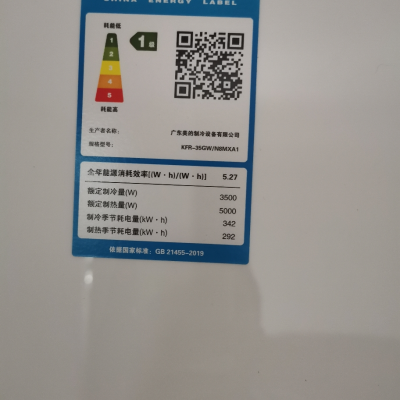 CHINA ENERGY LABEL
耗能低
1
2
3
4
5
1级
耗能高
生产者名称: 广东美的制冷设备有限公司
规格型号: KFR-35GW/N8MXA1
全年能源消耗效率[(W·h)/(W·h)] 5.27
额定制冷量(W) 3500
额定制热量(W) 5000
制冷季节耗电量(kW·h) 342
制热季节耗电量(kW·h) 292
依据国家标准: GB 21455-2019